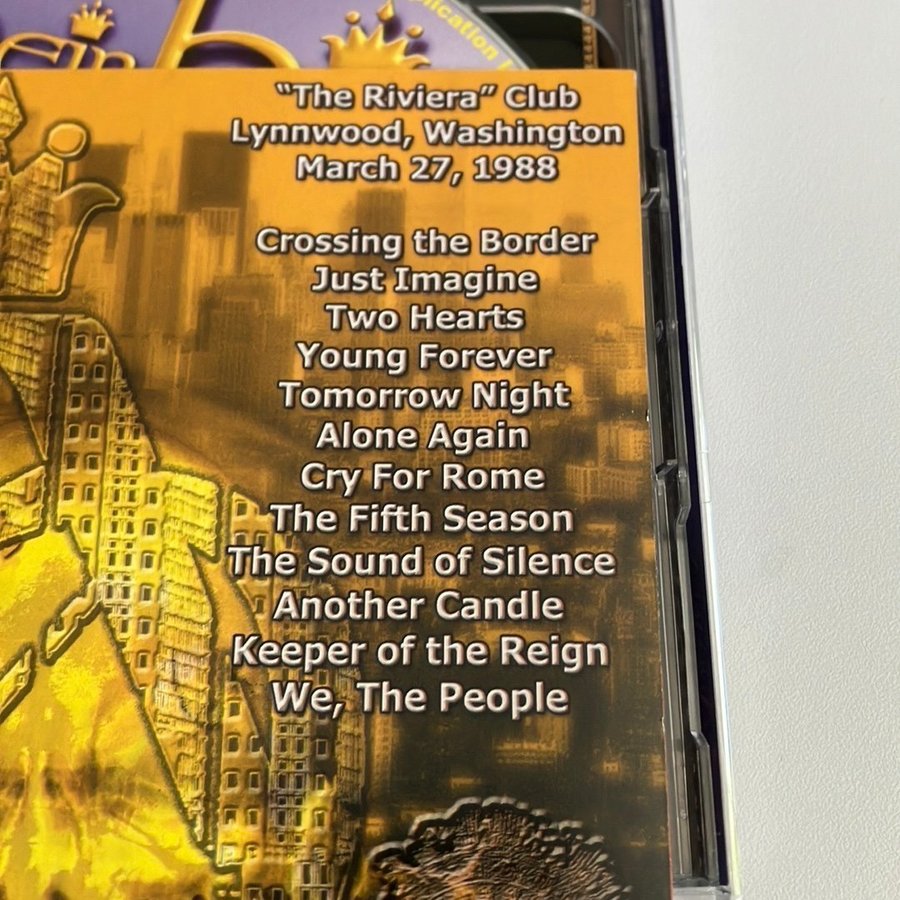 lication
"The Riviera" Club
Lynnwood, Washington
March 27, 1988
Crossing the Border
Just Imagine
Two Hearts
Young Forever
Tomorrow Night
Alone Again
Cry For Rome
The Fifth Season
The Sound of Silence
Another Candle
Keeper of the Reign
We, The People